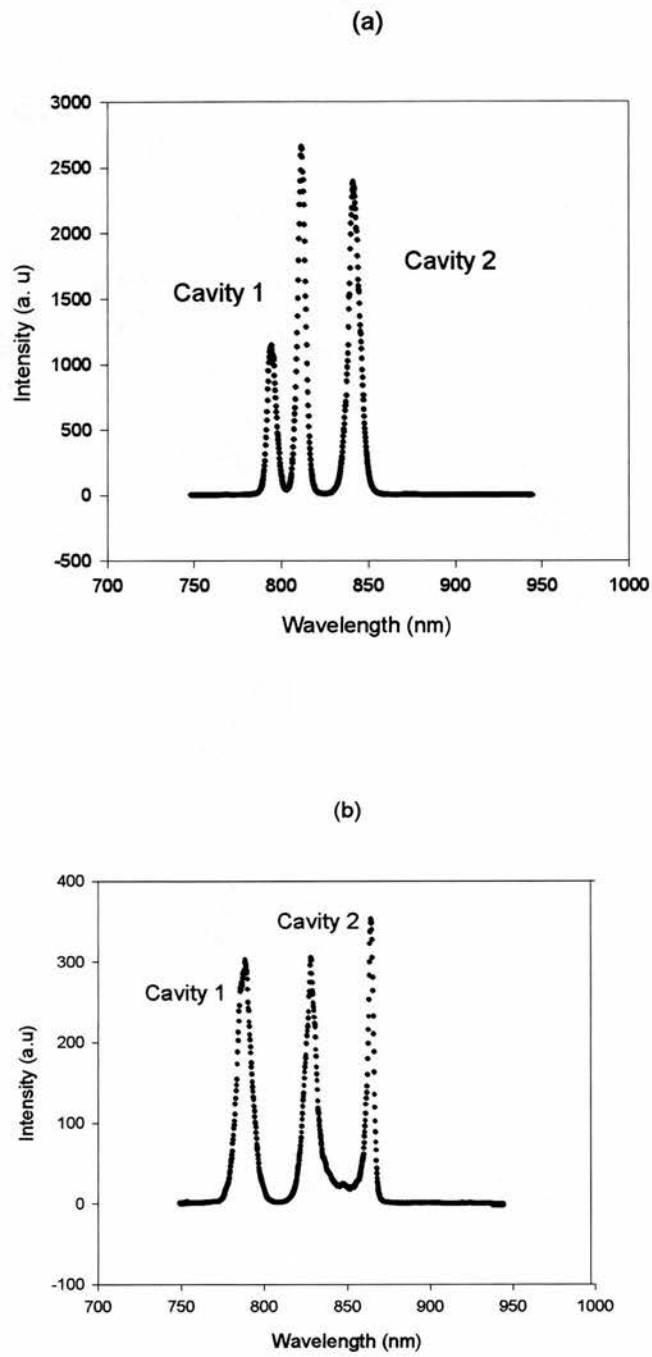 (a)
3000
2500
2000
1500
1000
500
0
-500
Intensity (a. u)
Cavity 1
Cavity 2
700 750 800 850 900 950 1000
Wavelength (nm)
(b)
400
300
200
100
0
-100
Intensity (a.u)
Cavity 2
Cavity 1
700 750 800 850 900 950 1000
Wavelength (nm)